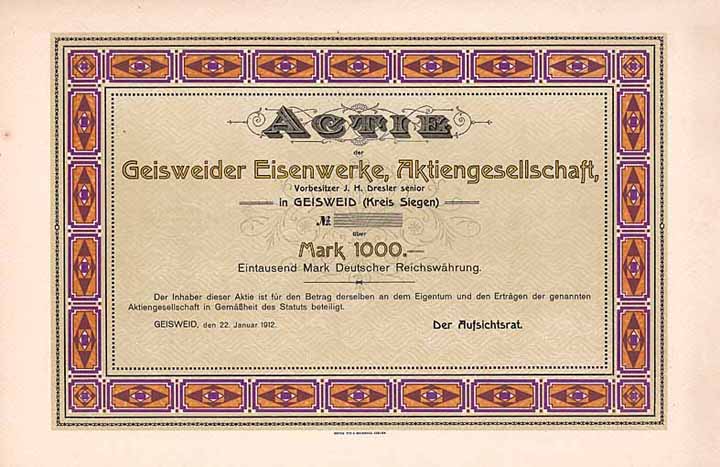 ACTIE
der
Geisweider Eisenwerke, Aktiengesellschaft,
Vorbesitzer J. H. Dresler senior
in GEISWEID (Kreis Siegen)
№
über
Mark 1000.—
Eintausend Mark Deutscher Reichswährung.
Der Inhaber dieser Aktie ist für den Betrag derselben an dem Eigentum und den Erträgen der genannten
Aktiengesellschaft in Gemäßheit des Statuts beteiligt.
GEISWEID, den 22. Januar 1912.
Der Aufsichtsrat.